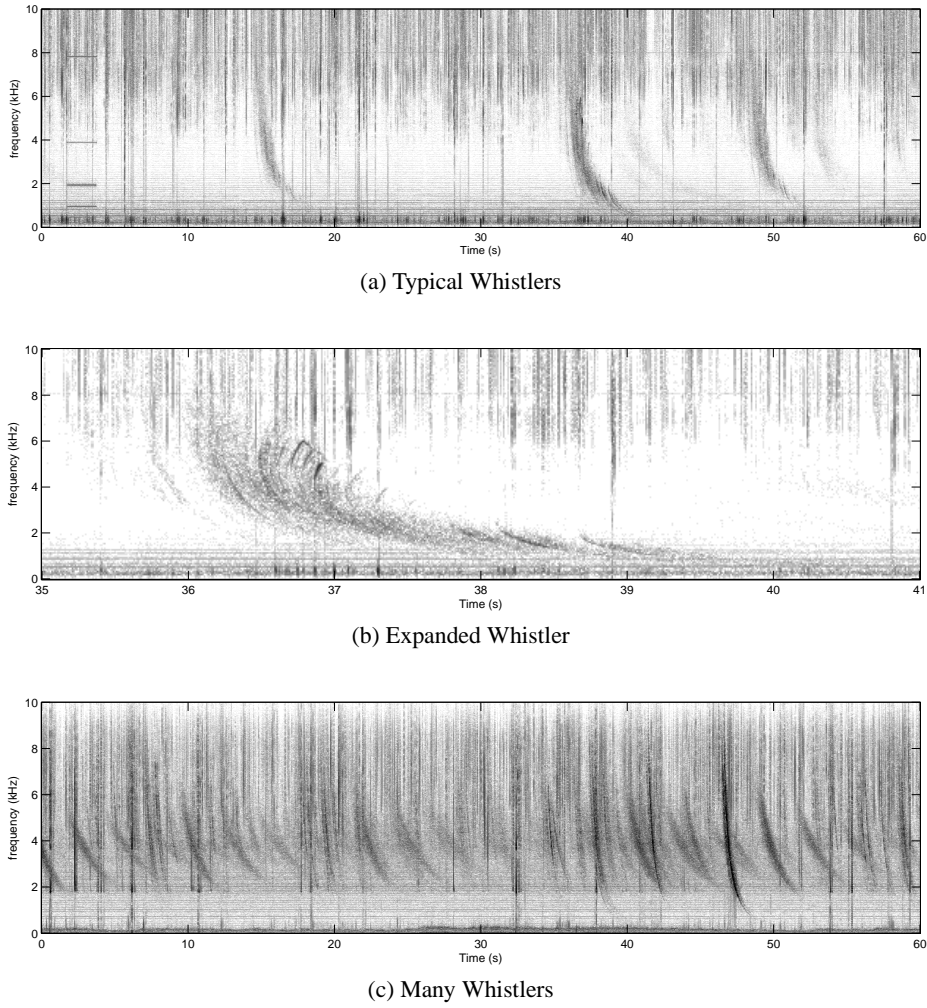 10
8
6
4
2
0
frequency (kHz)
0 10 20 30 40 50 60
Time (s)
(a) Typical Whistlers
10
8
6
4
2
0
frequency (kHz)
35 36 37 38 39 40 41
Time (s)
(b) Expanded Whistler
10
8
6
4
2
0
frequency (kHz)
0 10 20 30 40 50 60
Time (s)
(c) Many Whistlers